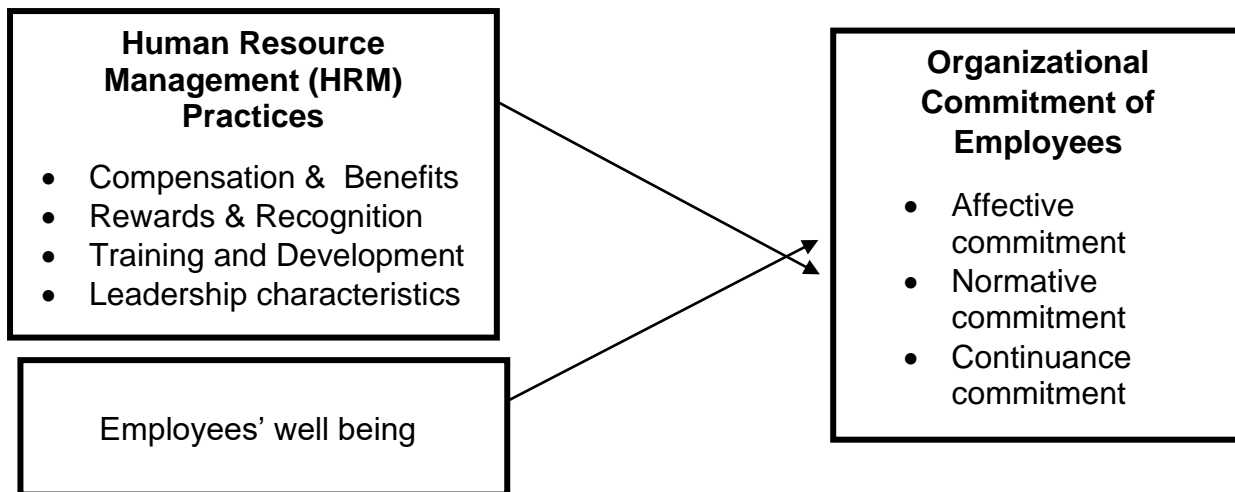 Human Resource
Management (HRM)
Practices
• Compensation &  Benefits
• Rewards & Recognition
• Training and Development
• Leadership characteristics
Employees’ well being
Organizational
Commitment of
Employees
• Affective
commitment
• Normative
commitment
• Continuance
commitment